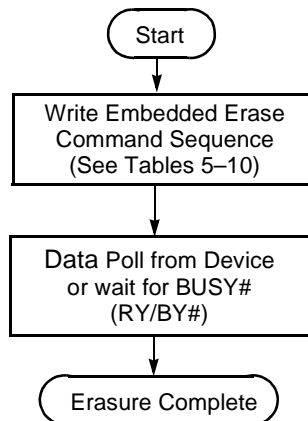 Start
Write Embedded Erase
Command Sequence
(See Tables 5–10)
Data Poll from Device
or wait for BUSY#
(RY/BY#)
Erasure Complete